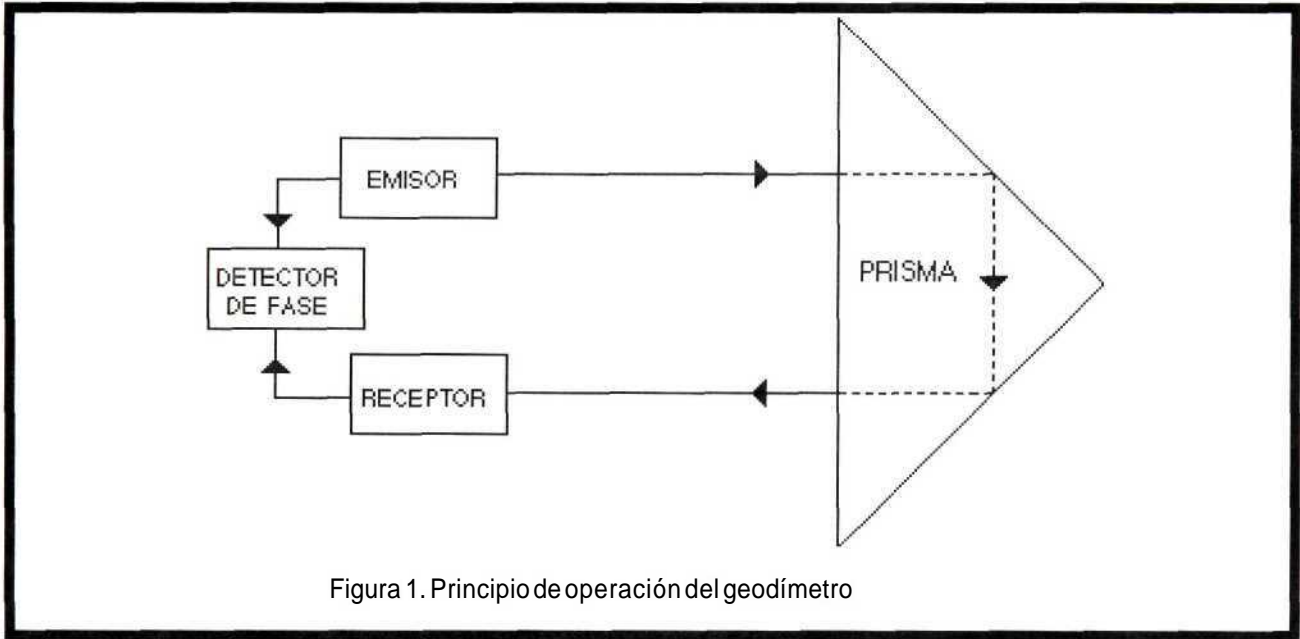 EMISOR
DETECTOR
DE FASE
PRISMA
RECEPTOR
Figura 1. Principio de operación del geodímetro